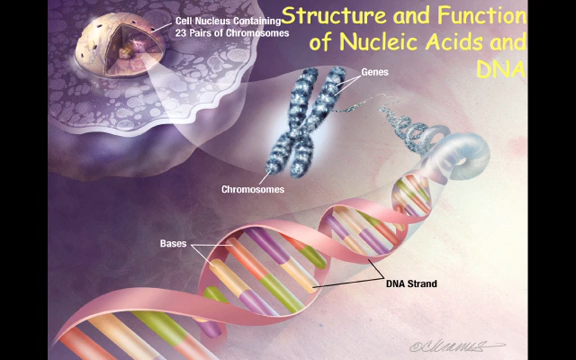 Structure and Function
of Nucleic Acids and
DNA
Cell Nucleus Containing
23 Pairs of Chromosomes
Genes
Chromosomes
Bases
DNA Strand